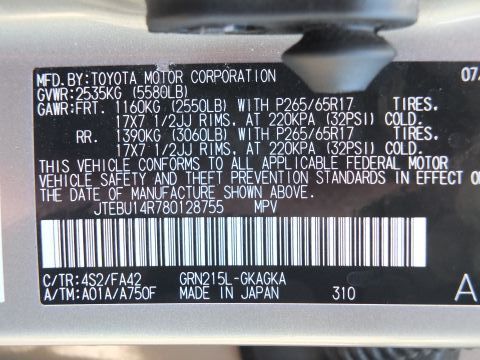 MFD.BY:TOYOTA MOTOR CORPORATION 07/
GVWR:2535KG (5580LB)
GAWR:FRT. 1160KG (2550LB) WITH P265/65R17 TIRES.
17X7 1/2JJ RIMS. AT 220KPA (32PSI) COLD.
RR. 1390KG (3060LB) WITH P265/65R17 TIRES.
17X7 1/2JJ RIMS. AT 220KPA (32PSI) COLD.
THIS VEHICLE CONFORMS TO ALL APPLICABLE FEDERAL MOTOR
VEHICLE SAFETY AND THEFT PREVENTION STANDARDS IN EFFECT
THE DATE OF MANUFACTURE SHOWN ABOVE.
JTEBU14R780128755 MPV
C/TR:4S2/FA42 GRN215L-GKAGKA A
A/TM:A01A/A750F MADE IN JAPAN 310